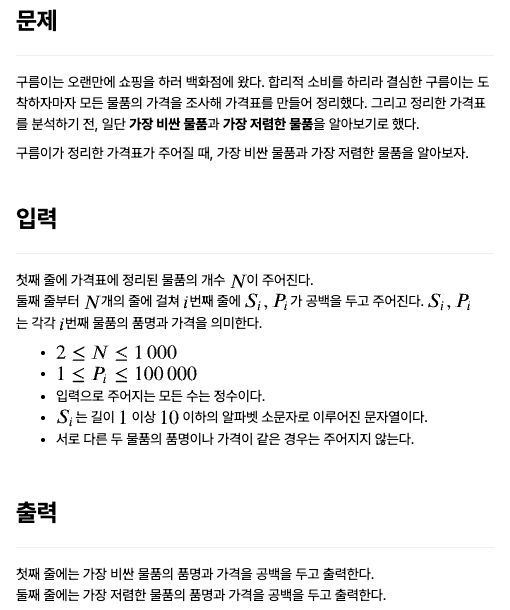 문제
구름이는 오랜만에 쇼핑을 하러 백화점에 왔다. 합리적 소비를 하리라 결심한 구름이는 도
착하자마자 모든 물품의 가격을 조사해 가격표를 만들어 정리했다. 그리고 정리한 가격표
를 분석하기 전, 일단 가장 비싼 물품과 가장 저렴한 물품을 알아보기로 했다.
구름이가 정리한 가격표가 주어질 때, 가장 비싼 물품과 가장 저렴한 물품을 알아보자.
입력
첫째 줄에 가격표에 정리된 물품의 개수 N이 주어진다.
둘째 줄부터 N개의 줄에 걸쳐 i번째 줄에 S_i, P_i가 공백을 두고 주어진다. S_i, P_i
는 각각 i번째 물품의 품명과 가격을 의미한다.
• 2 ≤ N ≤ 1 000
• 1 ≤ P_i ≤ 100 000
• 입력으로 주어지는 모든 수는 정수이다.
• S_i는 길이 1 이상 10 이하의 알파벳 소문자로 이루어진 문자열이다.
• 서로 다른 두 물품의 품명이나 가격이 같은 경우는 주어지지 않는다.
출력
첫째 줄에는 가장 비싼 물품의 품명과 가격을 공백을 두고 출력한다.
둘째 줄에는 가장 저렴한 물품의 품명과 가격을 공백을 두고 출력한다.